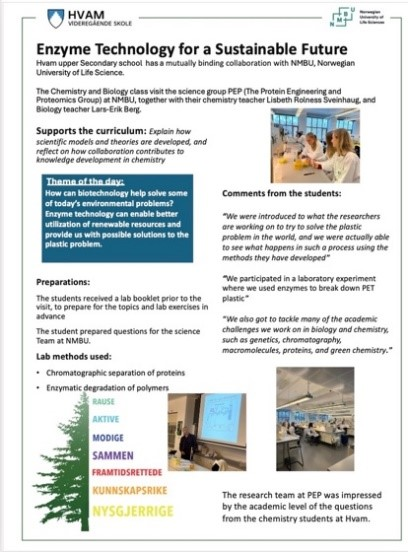 HVAM
VIDEREGÅENDE SKOLE
N M B U
Norwegian
University of
Life Sciences
Enzyme Technology for a Sustainable Future
Hvam upper Secondary school has a mutually binding collaboration with NMBU, Norwegian
University of Life Science.
The Chemistry and Biology class visit the science group PEP (The Protein Engineering and
Proteomics Group) at NMBU, together with their chemistry teacher Lisbeth Rolness Sveinhaug, and
Biology teacher Lars-Erik Berg.
Supports the curriculum: Explain how
scientific models and theories are developed, and
reflect on how collaboration contributes to
knowledge development in chemistry
Theme of the day:
How can biotechnology help solve some
of today's environmental problems?
Enzyme technology can enable better
utilization of renewable resources and
provide us with possible solutions to the
plastic problem.
Preparations:
The students received a lab booklet prior to the
visit, to prepare for the topics and lab exercises in
advance
The student prepared questions for the science
Team at NMBU.
Lab methods used:
• Chromatographic separation of proteins
• Enzymatic degradation of polymers
RAUSE
AKTIVE
MODIGE
SAMMEN
FRAMTIDSRETTEDE
KUNNSKAPSRIKE
NYSGJERRIGE
Comments from the students:
"We were introduced to what the researchers
are working on to try to solve the plastic
problem in the world, and we were actually able
to see what happens in such a process using the
methods they have developed"
"We participated in a laboratory experiment
where we used enzymes to break down PET
plastic"
"We also got to tackle many of the academic
challenges we work on in biology and chemistry,
such as genetics, chromatography,
macromolecules, proteins, and green chemistry."
The research team at PEP was impressed
by the academic level of the questions
from the chemistry students at Hvam.